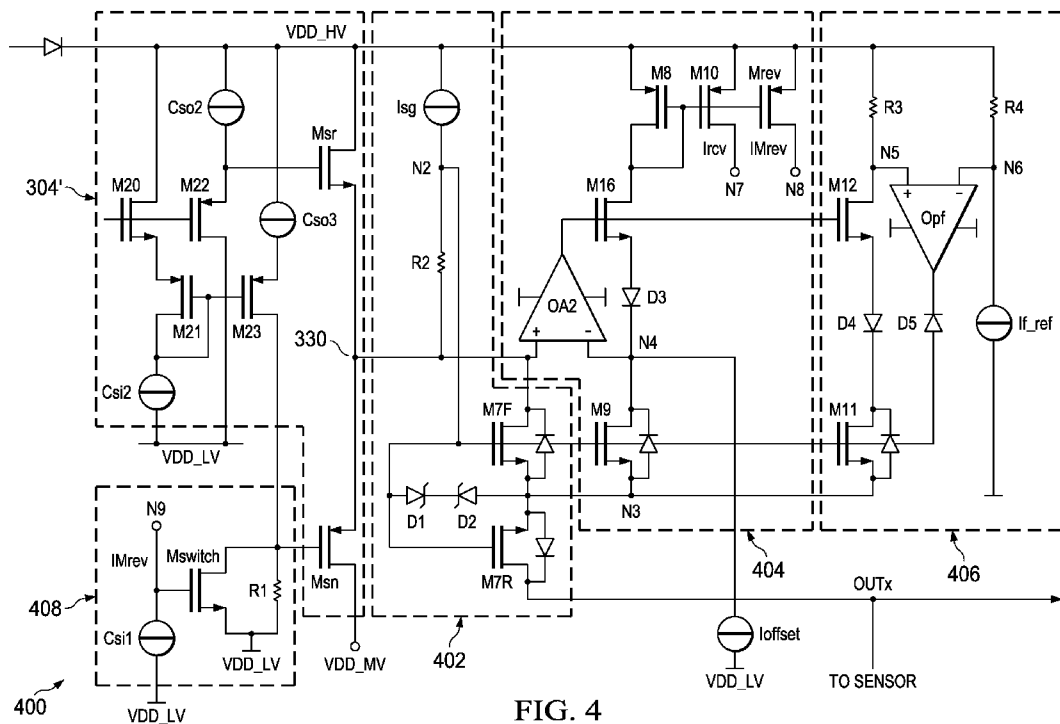 VDD_HV
Cso2
Isg
M8
M10
Mrev
R3
R4
Msr
Ircv
IMrev
N2
N5
N6
304'
M20
M22
N7
N8
Cso3
M16
M12
Opf
+
−
R2
M21
M23
OA2
D3
D4
D5
If_ref
330
+
−
N4
Csi2
M7F
M9
M11
VDD_LV
N9
D1
D2
N3
IMrev
Mswitch
404
406
408
R1
Msn
M7R
OUTx
Csi1
VDD_LV
402
Ioffset
VDD_MV
VDD_LV
TO SENSOR
400
VDD_LV
FIG. 4